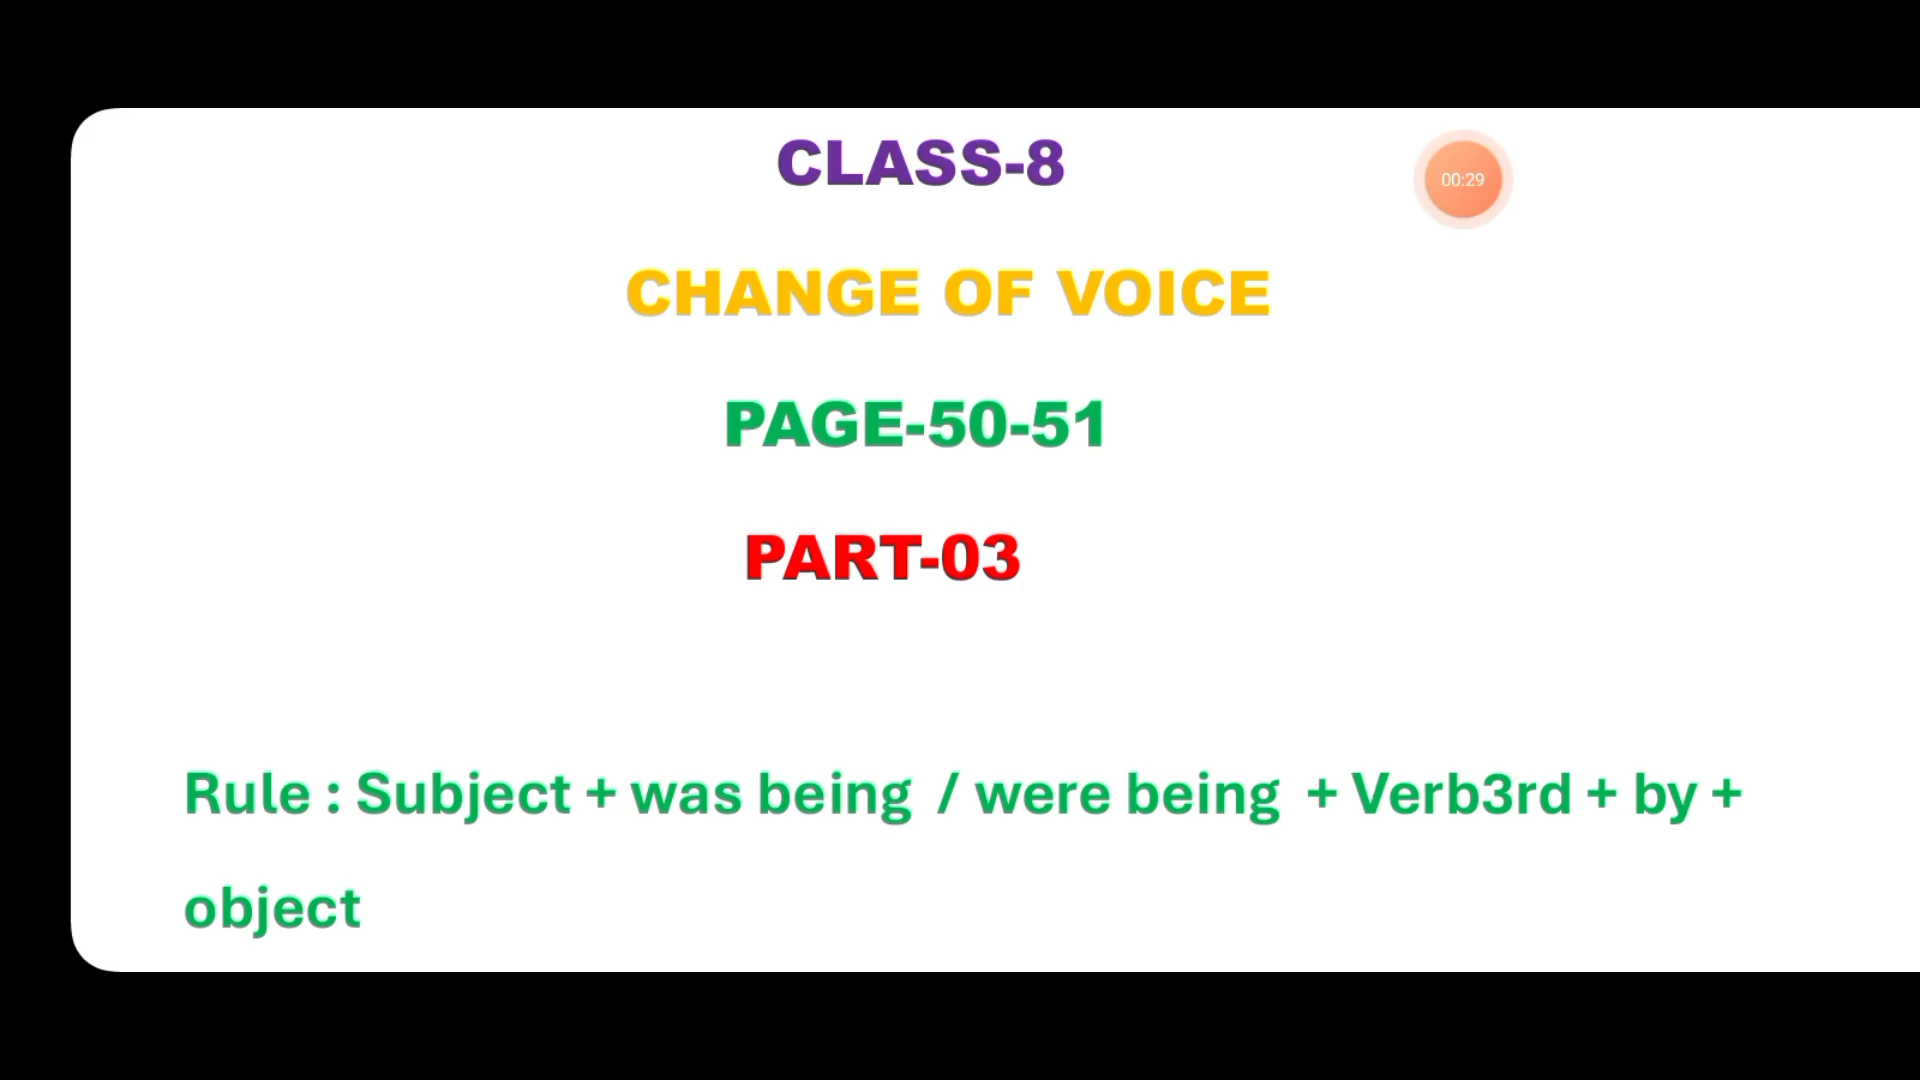 CLASS-8
00:29
CHANGE OF VOICE
PAGE-50-51
PART-03
Rule : Subject + was being / were being + Verb3rd + by +
object